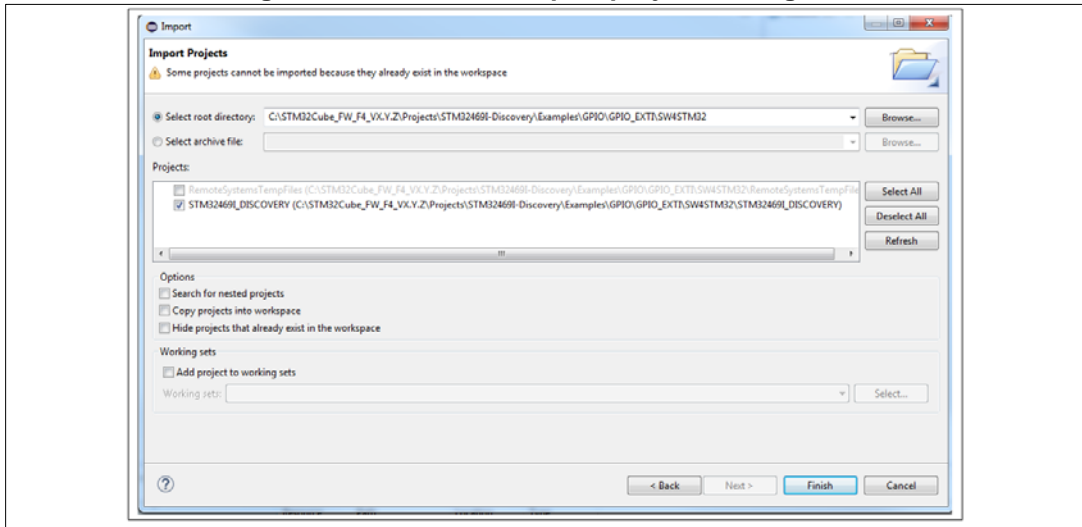 Import
Import Projects
Some projects cannot be imported because they already exist in the workspace
Select root directory: C:\STM32Cube_FW_F4_VX.Y.Z\Projects\STM32469I-Discovery\Examples\GPIO\GPIO_EXTI\SW4STM32 Browse...
Select archive file: Browse...
Projects:
RemoteSystemsTempFiles (C:\STM32Cube_FW_F4_VX.Y.Z\Projects\STM32469I-Discovery\Examples\GPIO\GPIO_EXTI\SW4STM32\RemoteSystemsTempFile Select All
STM32469I_DISCOVERY (C:\STM32Cube_FW_F4_VX.Y.Z\Projects\STM32469I-Discovery\Examples\GPIO\GPIO_EXTI\SW4STM32\STM32469I_DISCOVERY)
Deselect All
Refresh
Options
Search for nested projects
Copy projects into workspace
Hide projects that already exist in the workspace
Working sets
Add project to working sets
Working sets: Select...
< Back Next > Finish Cancel